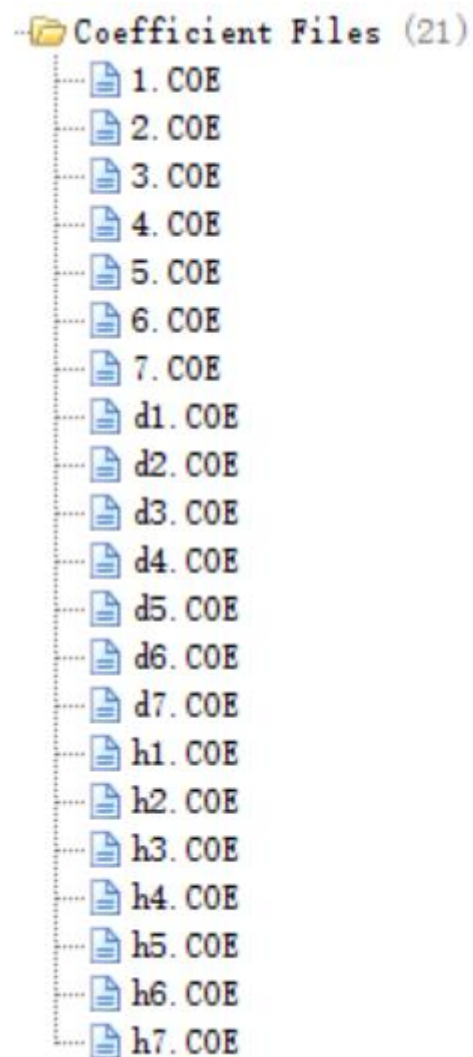 Coefficient Files (21)
1.COE
2.COE
3.COE
4.COE
5.COE
6.COE
7.COE
d1.COE
d2.COE
d3.COE
d4.COE
d5.COE
d6.COE
d7.COE
h1.COE
h2.COE
h3.COE
h4.COE
h5.COE
h6.COE
h7.COE